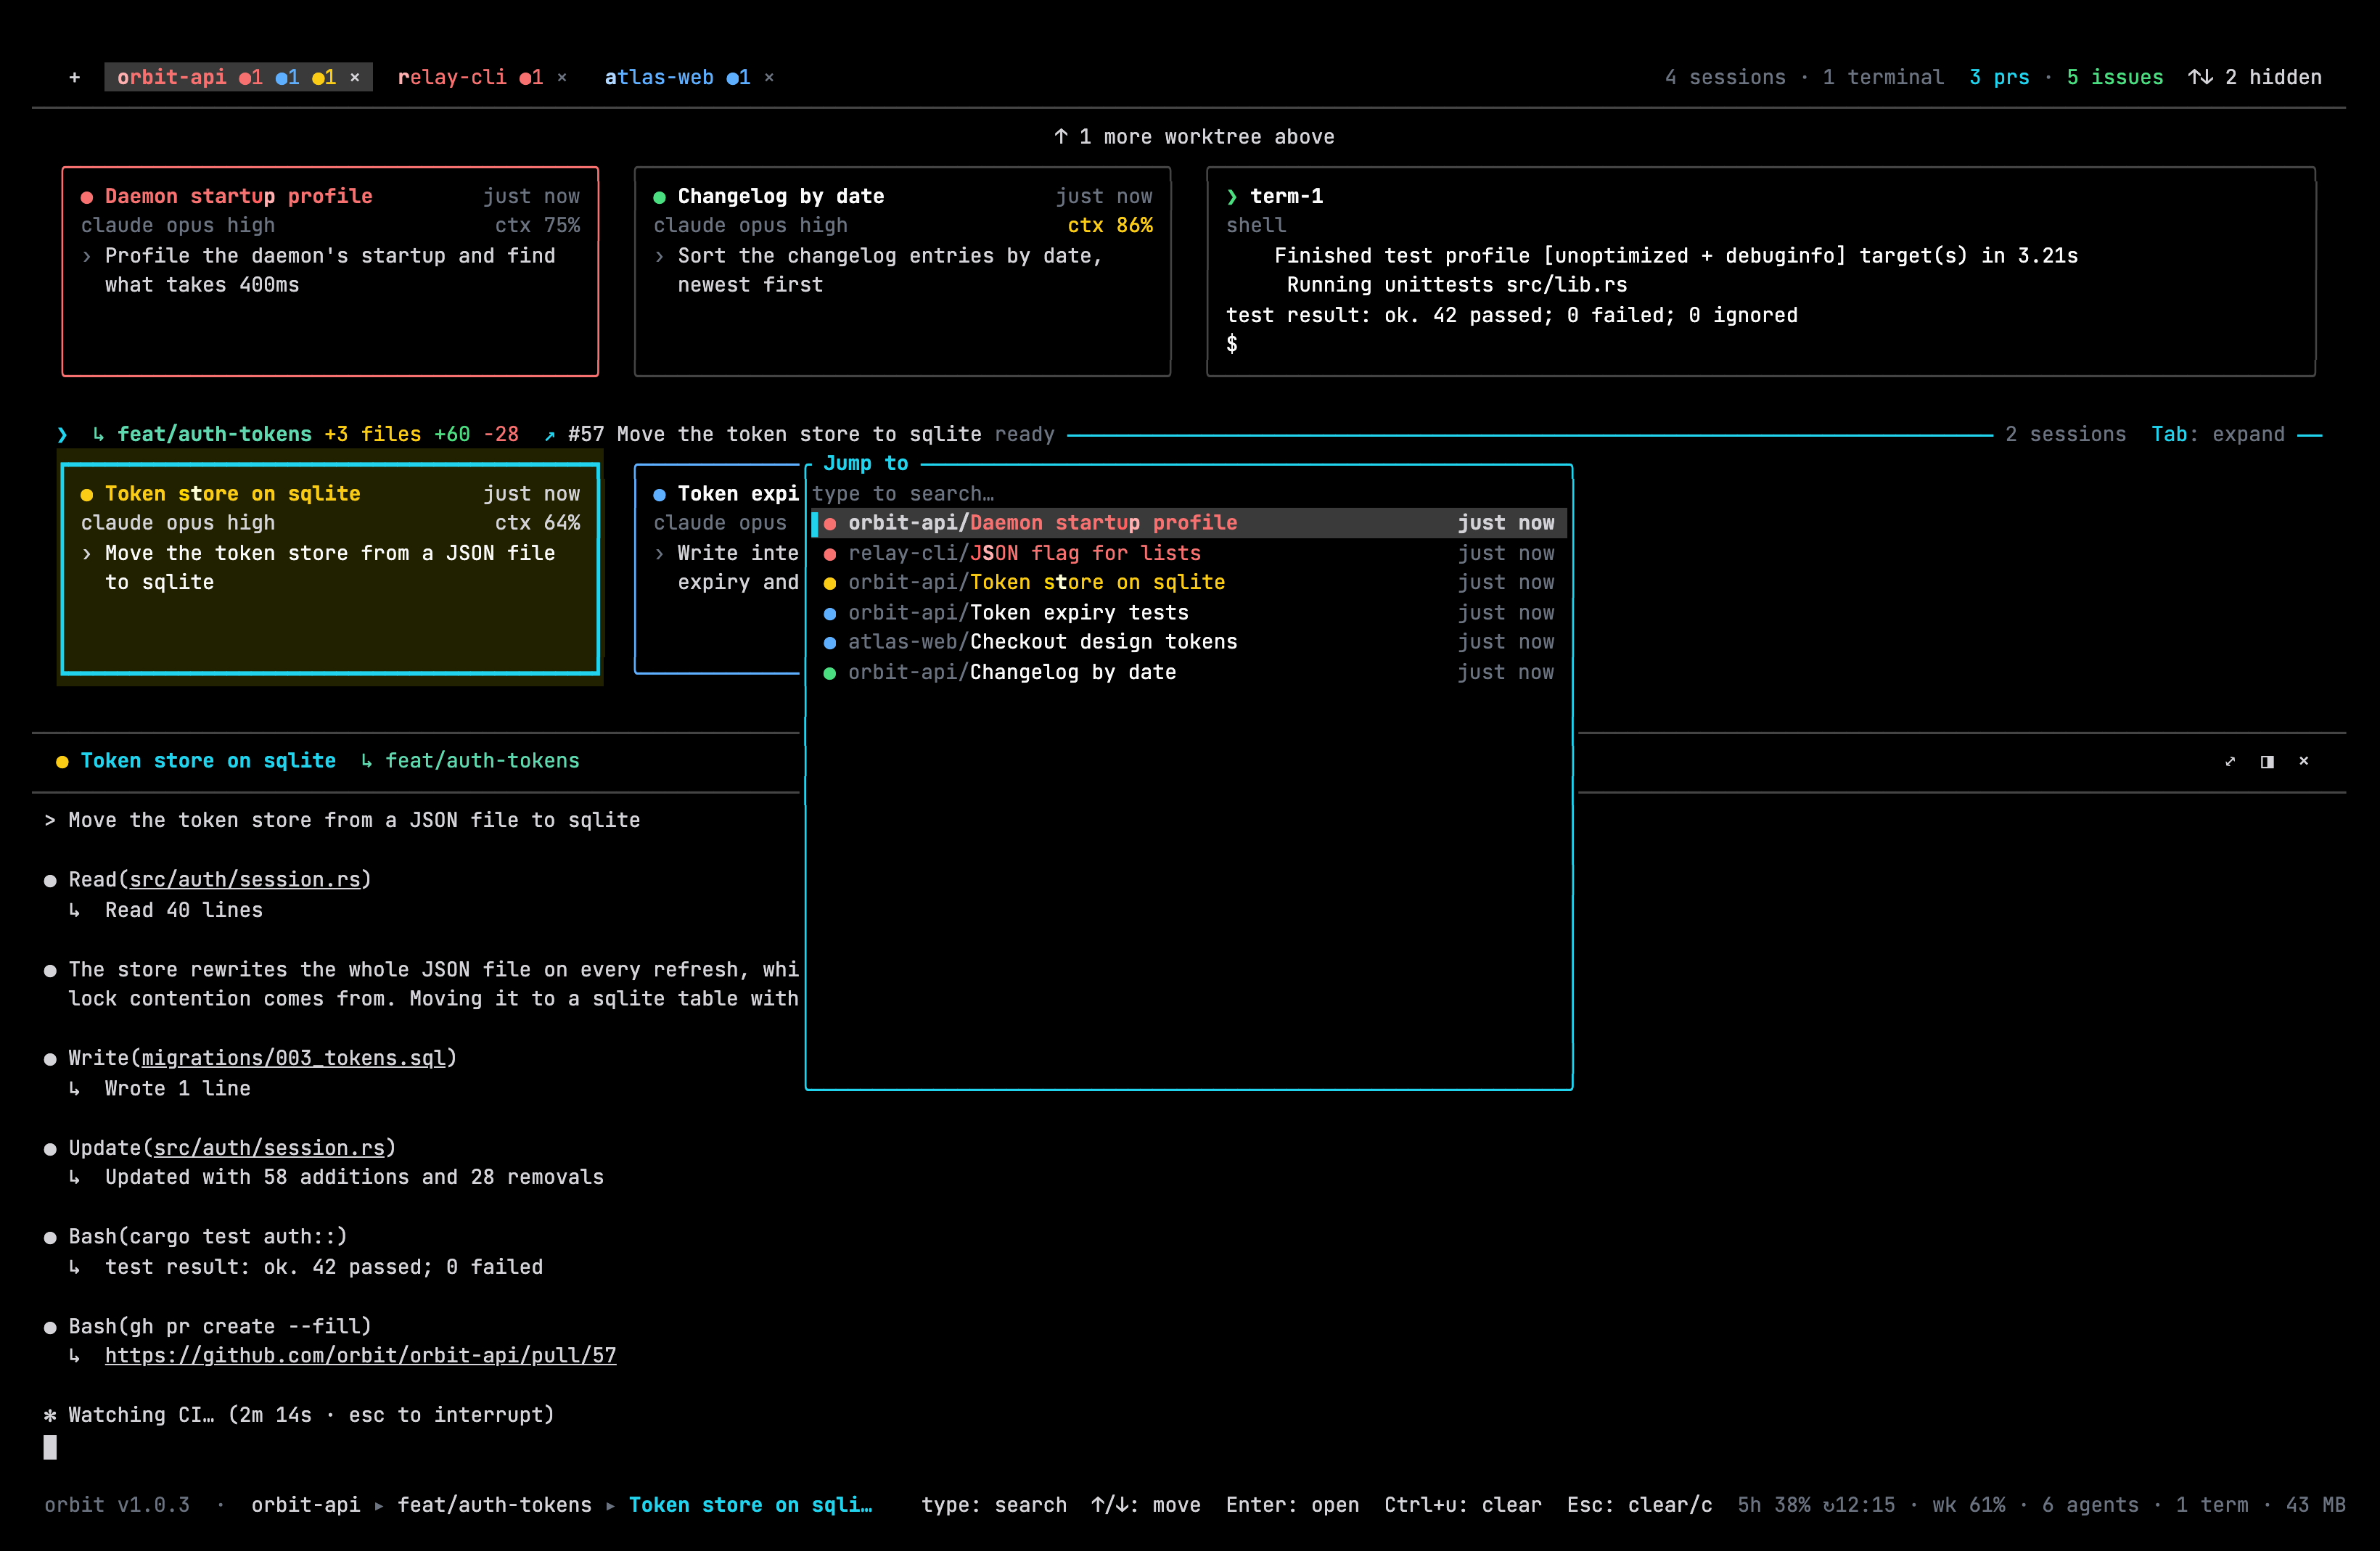 + orbit-api ●1 ●1 ●1 × relay-cli ●1 × atlas-web ●1 × 4 sessions · 1 terminal 3 prs · 5 issues ↑↓ 2 hidden
↑ 1 more worktree above
● Daemon startup profile just now
claude opus high ctx 75%
› Profile the daemon's startup and find
what takes 400ms
● Changelog by date just now
claude opus high ctx 86%
› Sort the changelog entries by date,
newest first
❯ term-1
shell
Finished test profile [unoptimized + debuginfo] target(s) in 3.21s
Running unittests src/lib.rs
test result: ok. 42 passed; 0 failed; 0 ignored
$
❯ ↳ feat/auth-tokens +3 files +60 -28 ↗ #57 Move the token store to sqlite ready 2 sessions Tab: expand
● Token store on sqlite just now
claude opus high ctx 64%
› Move the token store from a JSON file
to sqlite
● Token expi
claude opus
› Write inte
expiry and
Jump to
type to search…
● orbit-api/Daemon startup profile just now
● relay-cli/JSON flag for lists just now
● orbit-api/Token store on sqlite just now
● orbit-api/Token expiry tests just now
● atlas-web/Checkout design tokens just now
● orbit-api/Changelog by date just now
● Token store on sqlite ↳ feat/auth-tokens ⤢ ◨ ×
> Move the token store from a JSON file to sqlite
● Read(src/auth/session.rs)
↳ Read 40 lines
● The store rewrites the whole JSON file on every refresh, whi
lock contention comes from. Moving it to a sqlite table with
● Write(migrations/003_tokens.sql)
↳ Wrote 1 line
● Update(src/auth/session.rs)
↳ Updated with 58 additions and 28 removals
● Bash(cargo test auth::)
↳ test result: ok. 42 passed; 0 failed
● Bash(gh pr create --fill)
↳ https://github.com/orbit/orbit-api/pull/57
✻ Watching CI… (2m 14s · esc to interrupt)
orbit v1.0.3 · orbit-api ▸ feat/auth-tokens ▸ Token store on sqli… type: search ↑/↓: move Enter: open Ctrl+u: clear Esc: clear/c 5h 38% ↻12:15 · wk 61% · 6 agents · 1 term · 43 MB